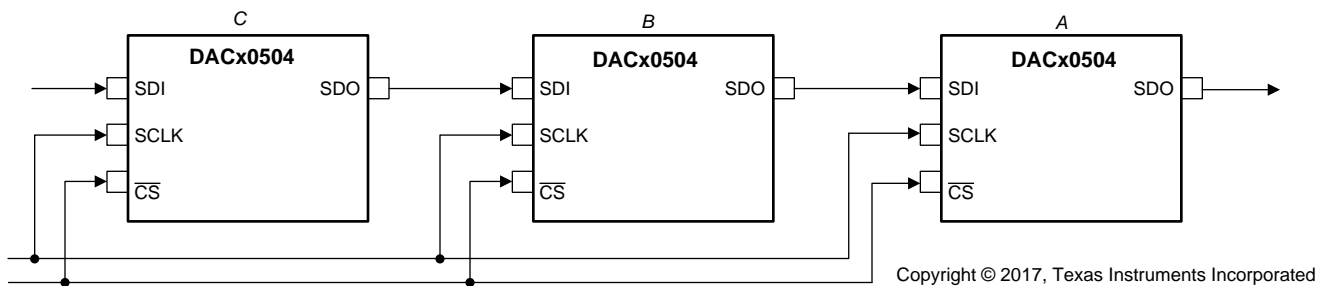 C
B
A
DACx0504
DACx0504
DACx0504
SDI
SDO
SDI
SDO
SDI
SDO
SCLK
SCLK
SCLK
CS
CS
CS
Copyright © 2017, Texas Instruments Incorporated